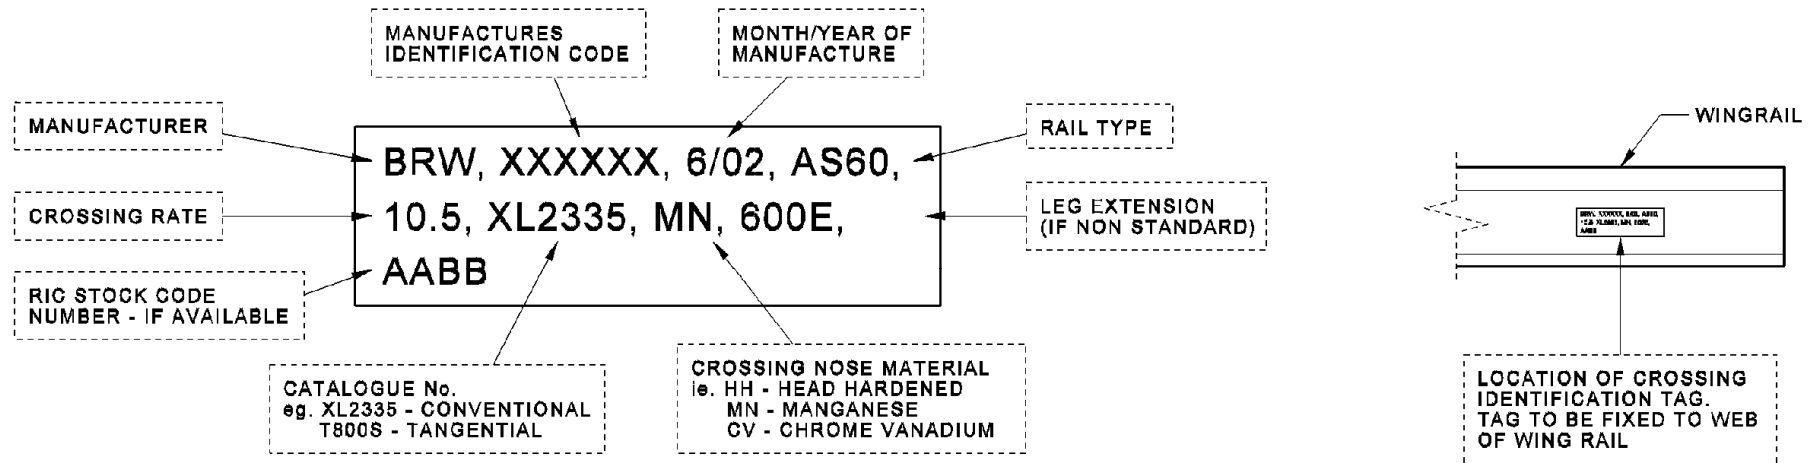 MANUFACTURES
IDENTIFICATION CODE
MONTH/YEAR OF
MANUFACTURE
MANUFACTURER
RAIL TYPE
CROSSING RATE
LEG EXTENSION
(IF NON STANDARD)
RIC STOCK CODE
NUMBER - IF AVAILABLE
BRW, XXXXXX, 6/02, AS60,
10.5, XL2335, MN, 600E,
AABB
CATALOGUE No.
eg. XL2335 - CONVENTIONAL
T800S - TANGENTIAL
CROSSING NOSE MATERIAL
ie. HH - HEAD HARDENED
MN - MANGANESE
CV - CHROME VANADIUM
WINGRAIL
LOCATION OF CROSSING
IDENTIFICATION TAG.
TAG TO BE FIXED TO WEB
OF WING RAIL